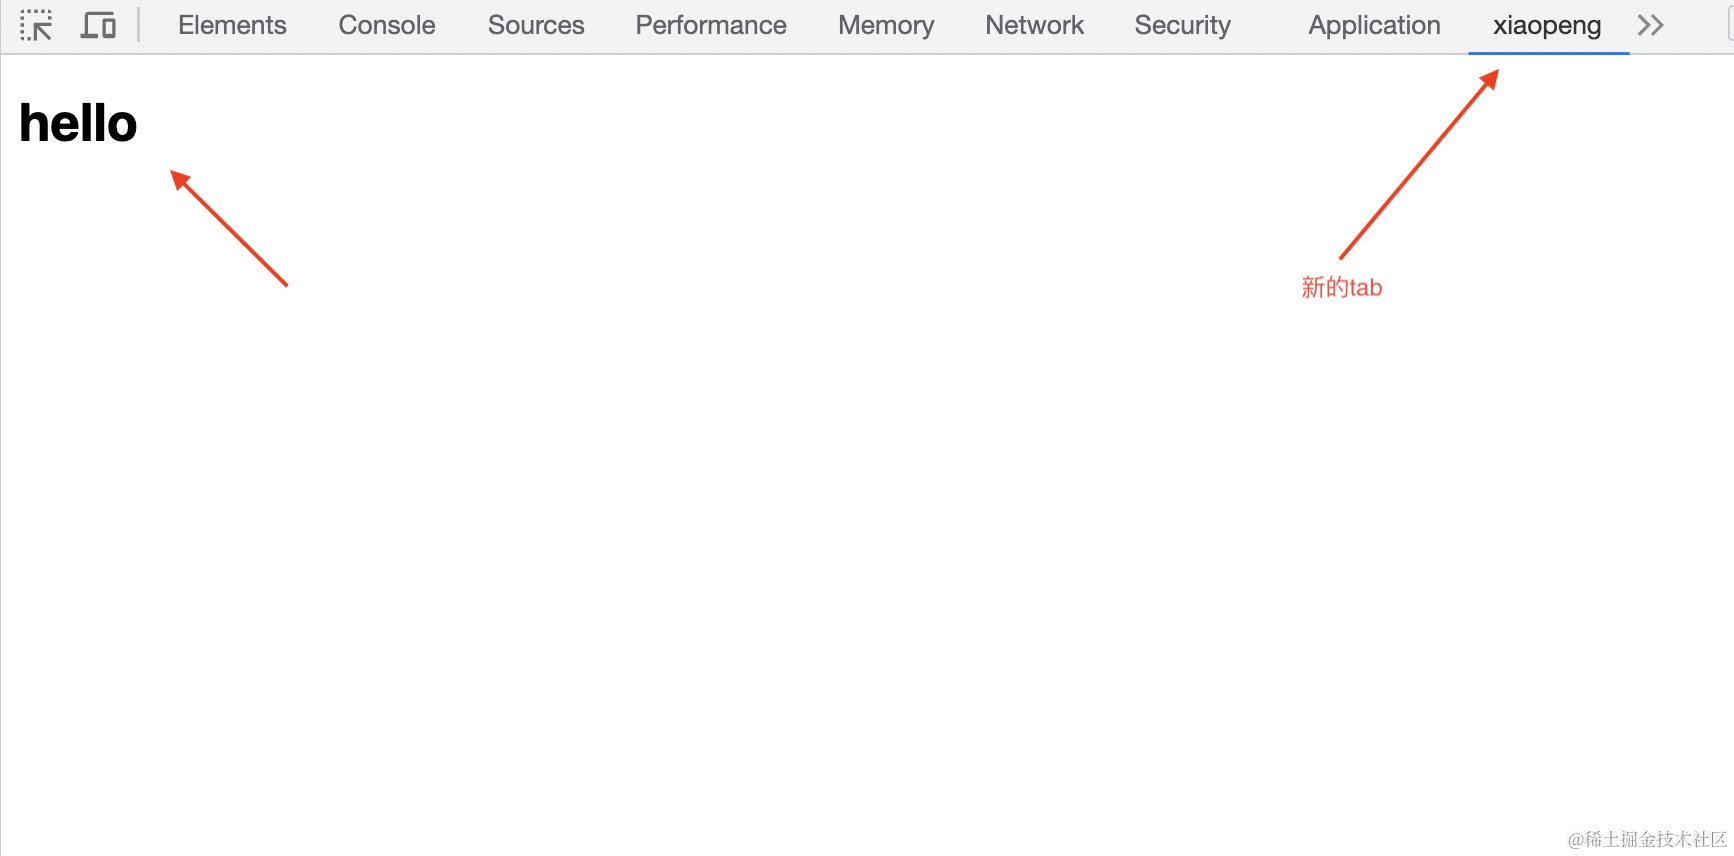 Elements Console Sources Performance Memory Network Security Application xiaopeng
hello
新的tab
@稀土掘金技术社区